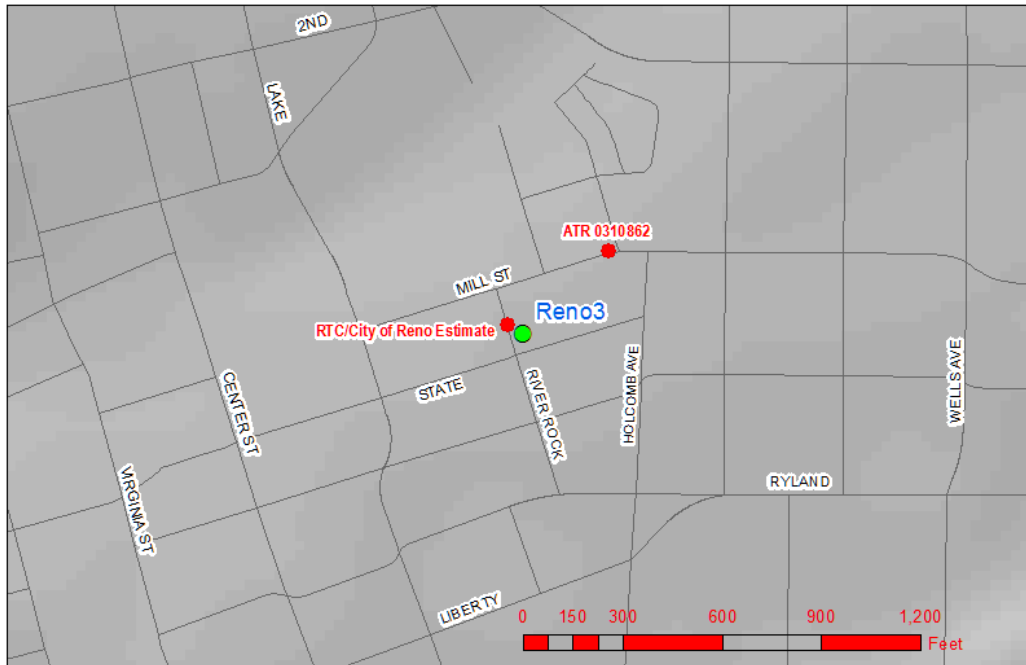 2ND
LAKE
ATR 0310862
MILL ST
Reno3
RTC/City of Reno Estimate
STATE
RIVER ROCK
HOLCOMB AVE
WELLS AVE
CENTER ST
VIRGINIA ST
RYLAND
LIBERTY
0 150 300 600 900 1,200
Feet